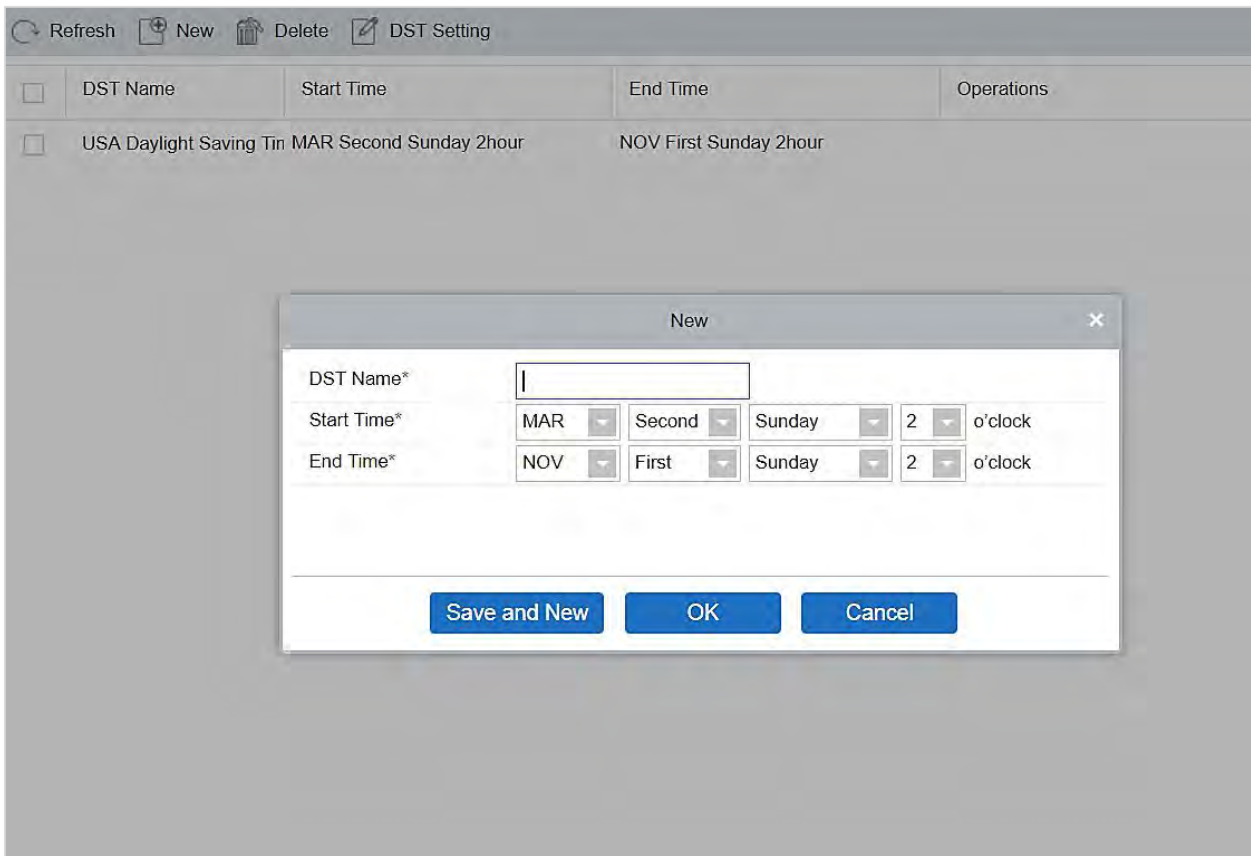 Refresh New Delete DST Setting
DST Name Start Time End Time Operations
USA Daylight Saving Tin MAR Second Sunday 2hour NOV First Sunday 2hour
New
DST Name*
Start Time* MAR Second Sunday 2 o'clock
End Time* NOV First Sunday 2 o'clock
Save and New OK Cancel